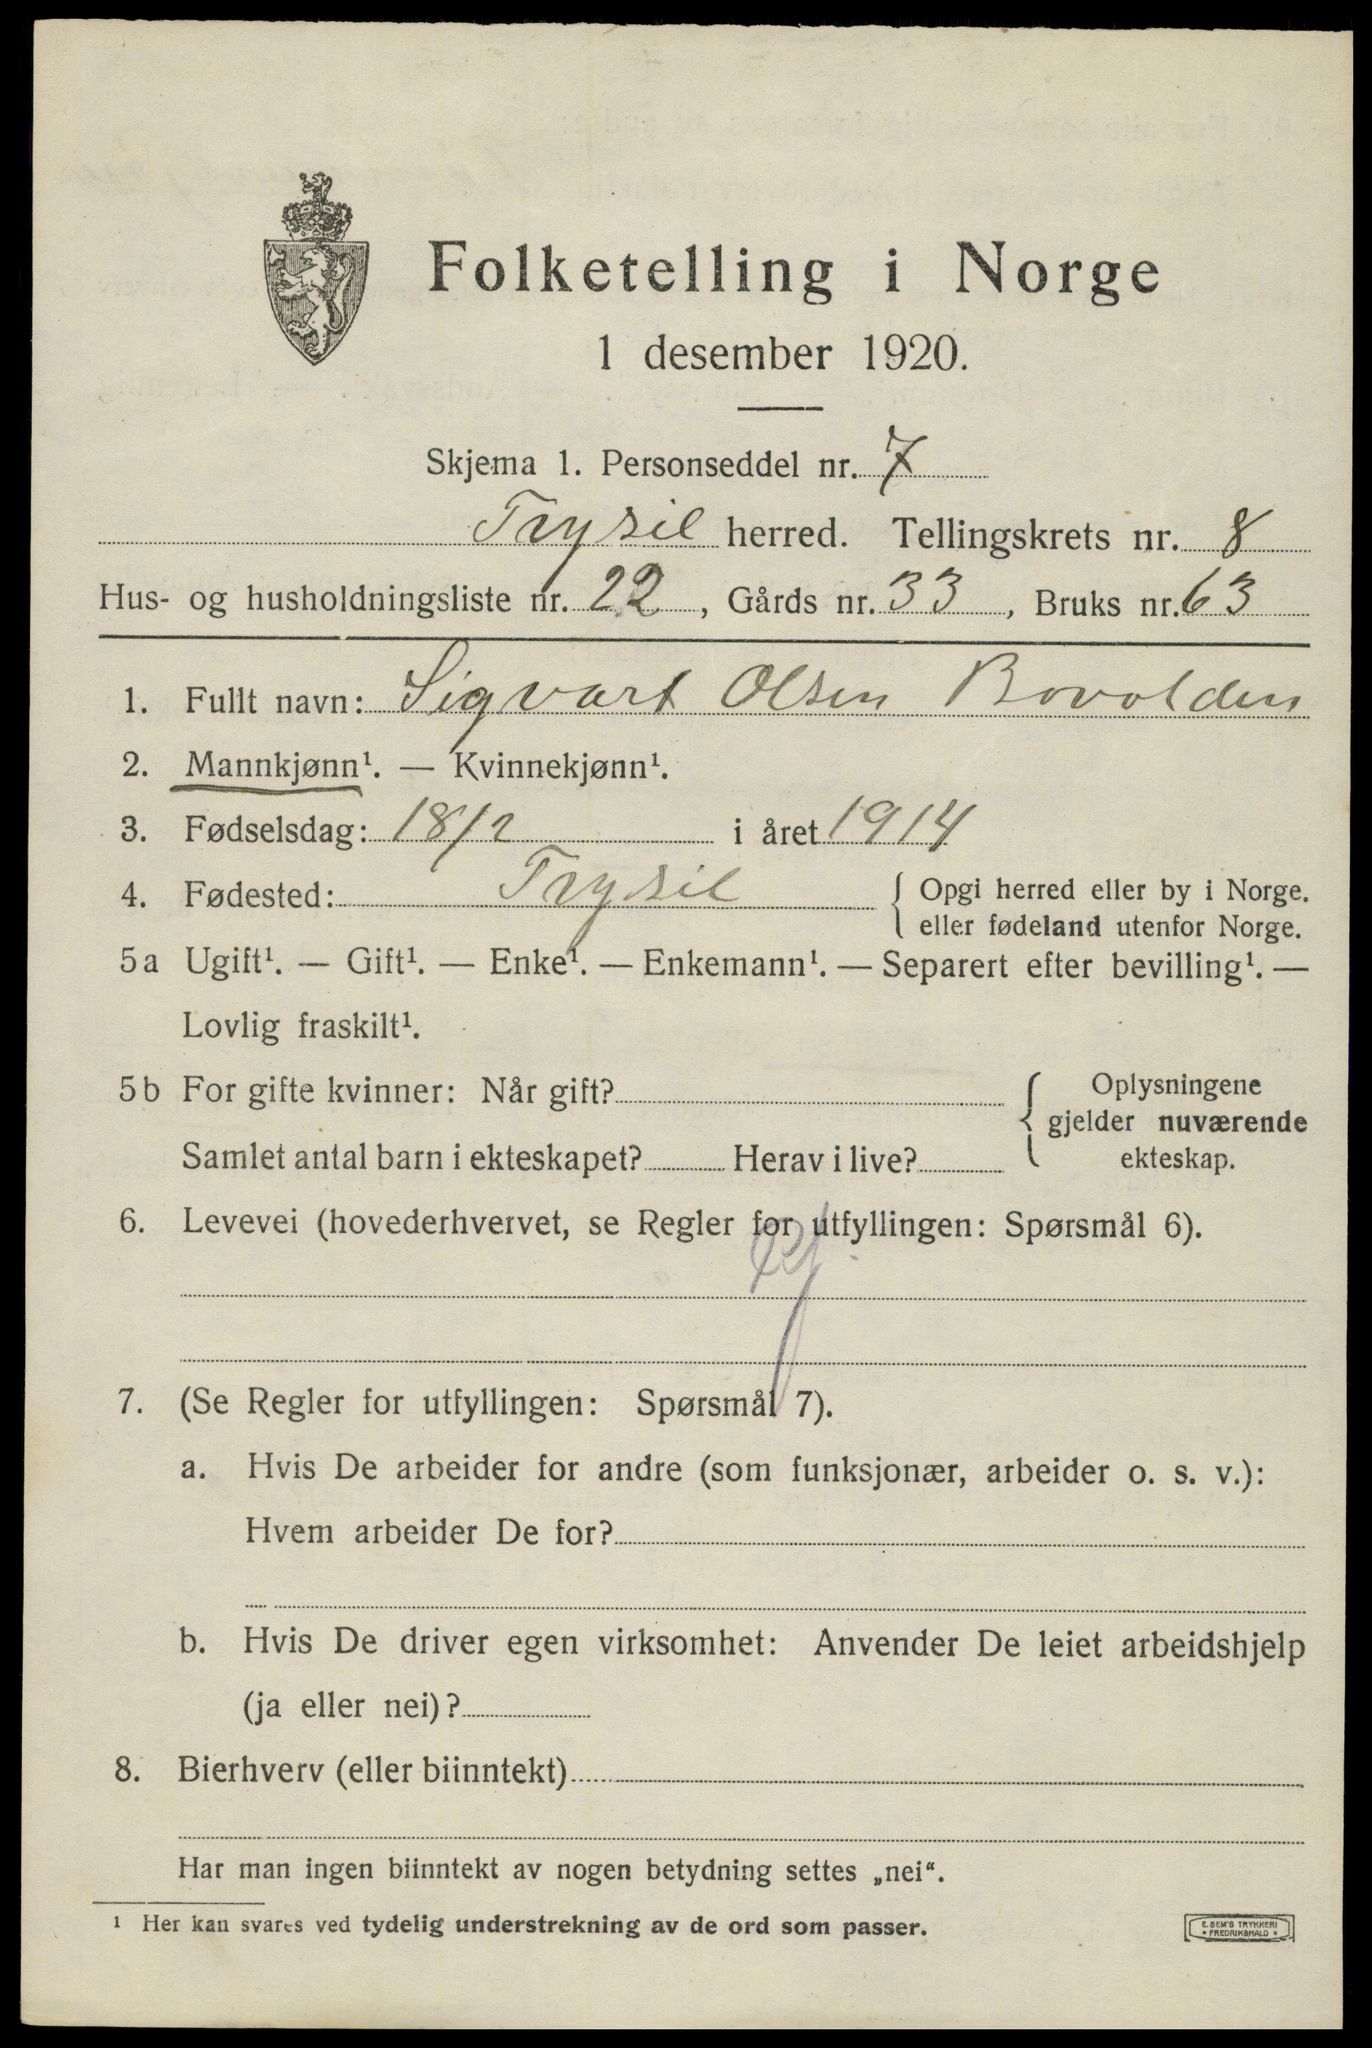 Folketelling i Norge
1 desember 1920.
Skjema 1. Personseddel nr. 7
Trysil herred. Tellingskrets nr. 8
Hus- og husholdningsliste nr. 22, Gårds nr. 33, Bruks nr. 63
1. Fullt navn: Sigvart Olsen Bovolden
2. Mannkjønn¹. — Kvinnekjønn¹.
3. Fødselsdag: 18/2 i året 1914
4. Fødested: Trysil { Opgi herred eller by i Norge.
eller fødeland utenfor Norge.
5a Ugift¹. — Gift¹. — Enke¹. — Enkemann¹. — Separert efter bevilling¹. —
Lovlig fraskilt¹.
5b For gifte kvinner: Når gift? { Oplysningene
gjelder nuværende
Samlet antal barn i ekteskapet? Herav i live? ekteskap.
6. Levevei (hovederhvervet, se Regler for utfyllingen: Spørsmål 6).
7. (Se Regler for utfyllingen: Spørsmål 7).
a. Hvis De arbeider for andre (som funksjonær, arbeider o. s. v.):
Hvem arbeider De for?
b. Hvis De driver egen virksomhet: Anvender De leiet arbeidshjelp
(ja eller nei)?
8. Bierhverv (eller biinntekt)
Har man ingen biinntekt av nogen betydning settes „nei“.
¹ Her kan svares ved tydelig understrekning av de ord som passer.
E. SEM'S TRYKKERI
* FREDRIKSHALD *